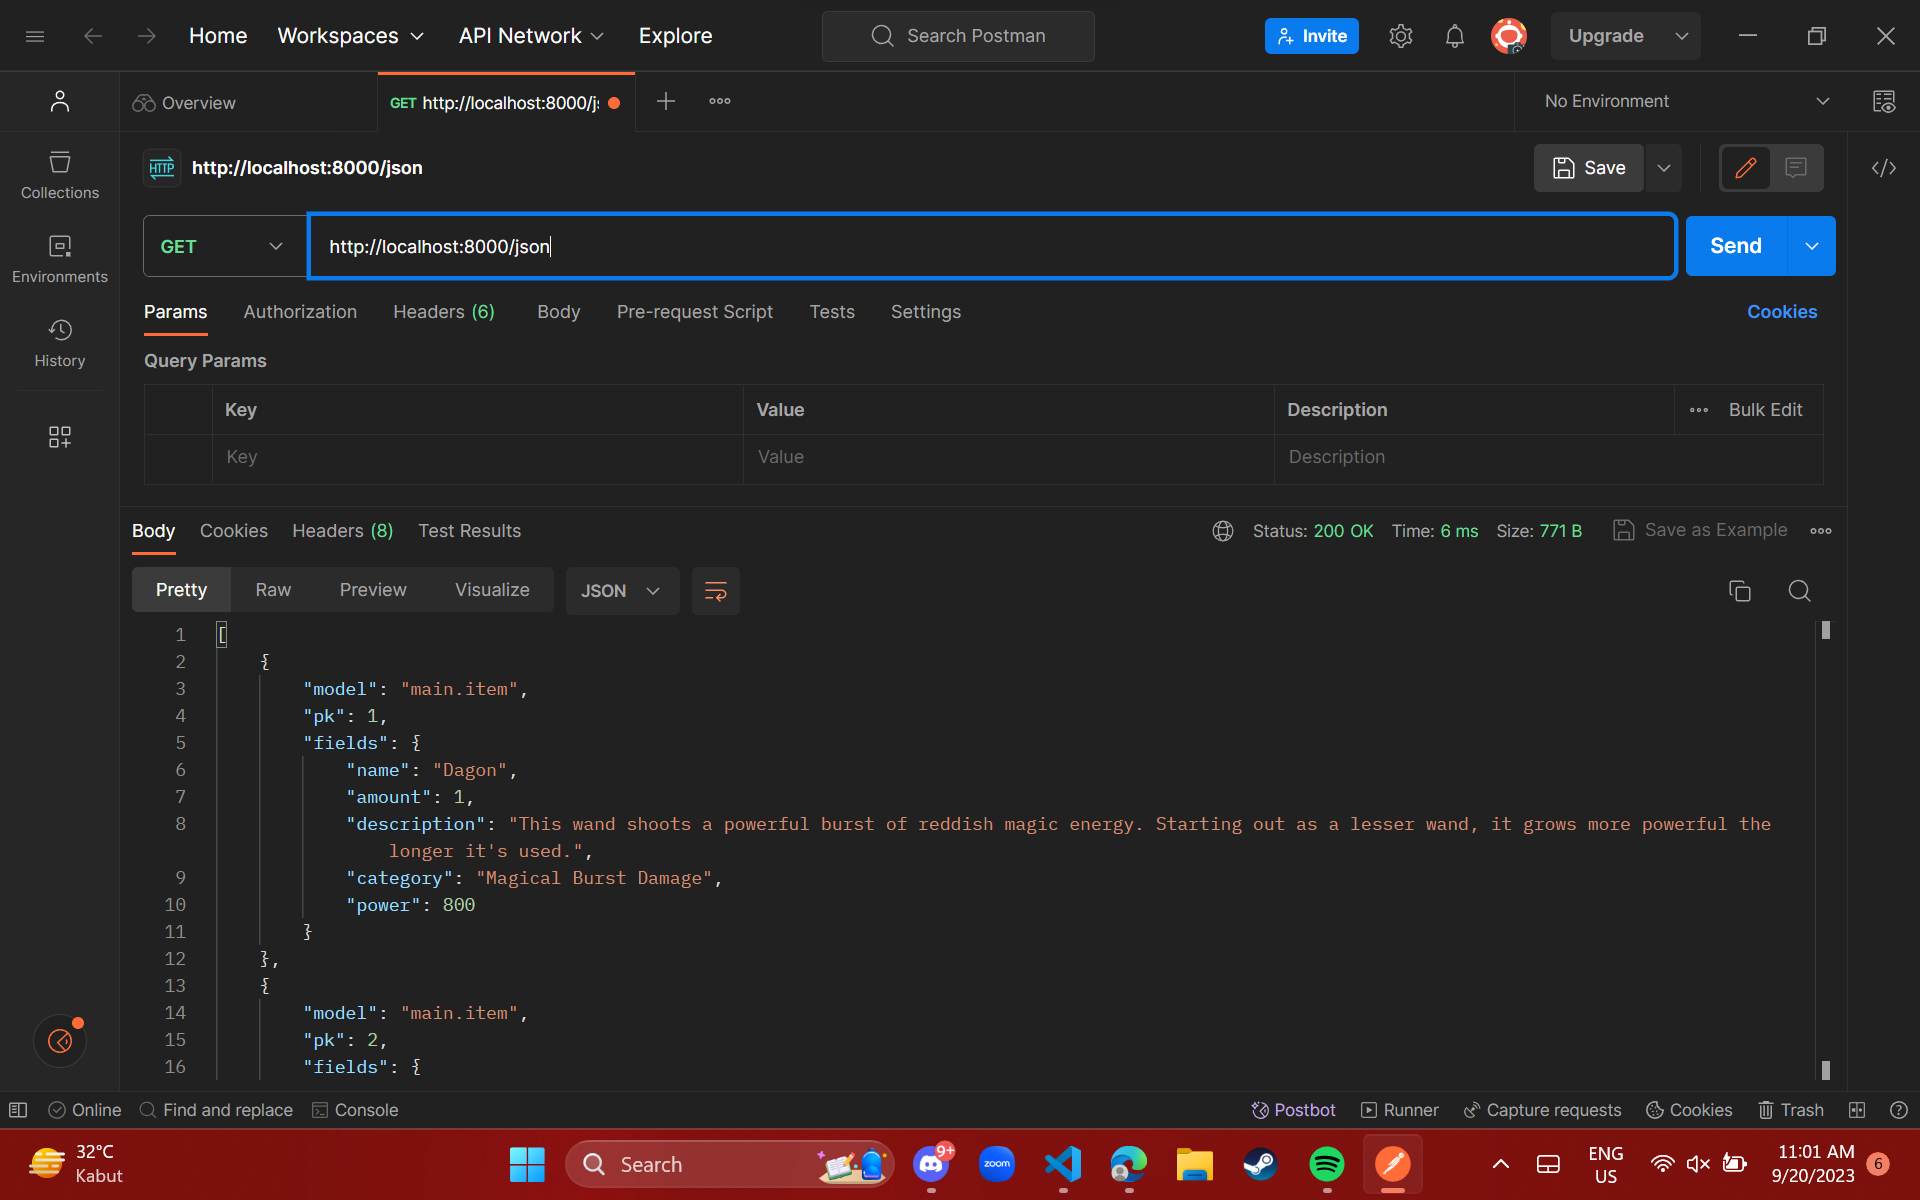 Home Workspaces API Network Explore Search Postman Invite Upgrade
Overview GET http://localhost:8000/j No Environment
HTTP http://localhost:8000/json Save
GET http://localhost:8000/json Send
Params Authorization Headers (6) Body Pre-request Script Tests Settings Cookies
Query Params
Key Value Description Bulk Edit
Key Value Description
Collections
Environments
History
Body Cookies Headers (8) Test Results Status: 200 OK Time: 6 ms Size: 771 B Save as Example
Pretty Raw Preview Visualize JSON
1 [
2 {
3 "model": "main.item",
4 "pk": 1,
5 "fields": {
6 "name": "Dagon",
7 "amount": 1,
8 "description": "This wand shoots a powerful burst of reddish magic energy. Starting out as a lesser wand, it grows more powerful the
longer it's used.",
9 "category": "Magical Burst Damage",
10 "power": 800
11 }
12 },
13 {
14 "model": "main.item",
15 "pk": 2,
16 "fields": {
Online Find and replace Console Postbot Runner Capture requests Cookies Trash
32°C
Kabut
Search
9+
zoom
ENG
US
11:01 AM
9/20/2023
6